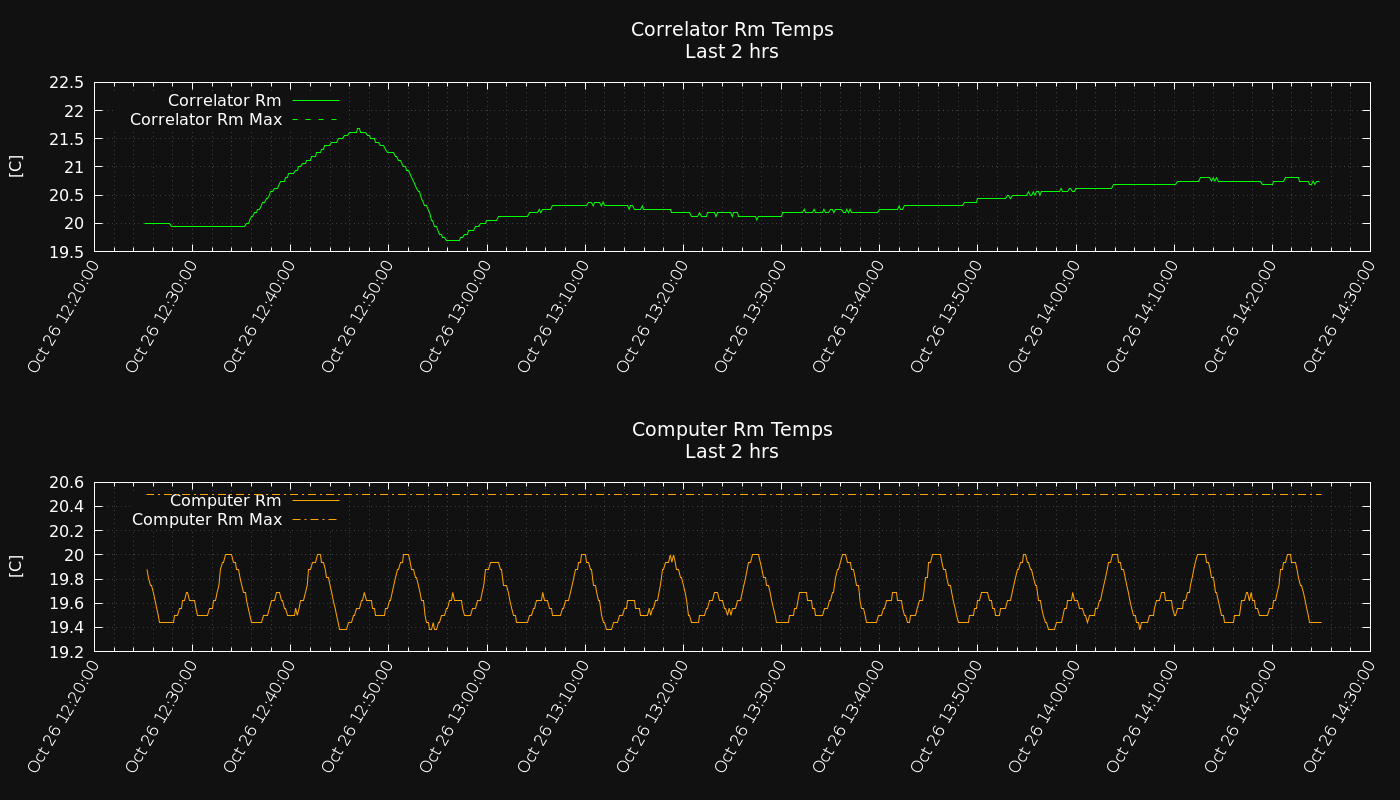 Correlator Rm Temps
Last 2 hrs
22.5
22
21.5
21
20.5
20
19.5
[C]
Correlator Rm
Correlator Rm Max
Oct 26 12:20:00
Oct 26 12:30:00
Oct 26 12:40:00
Oct 26 12:50:00
Oct 26 13:00:00
Oct 26 13:10:00
Oct 26 13:20:00
Oct 26 13:30:00
Oct 26 13:40:00
Oct 26 13:50:00
Oct 26 14:00:00
Oct 26 14:10:00
Oct 26 14:20:00
Oct 26 14:30:00
Computer Rm Temps
Last 2 hrs
20.6
20.4
20.2
20
19.8
19.6
19.4
19.2
[C]
Computer Rm
Computer Rm Max
Oct 26 12:20:00
Oct 26 12:30:00
Oct 26 12:40:00
Oct 26 12:50:00
Oct 26 13:00:00
Oct 26 13:10:00
Oct 26 13:20:00
Oct 26 13:30:00
Oct 26 13:40:00
Oct 26 13:50:00
Oct 26 14:00:00
Oct 26 14:10:00
Oct 26 14:20:00
Oct 26 14:30:00